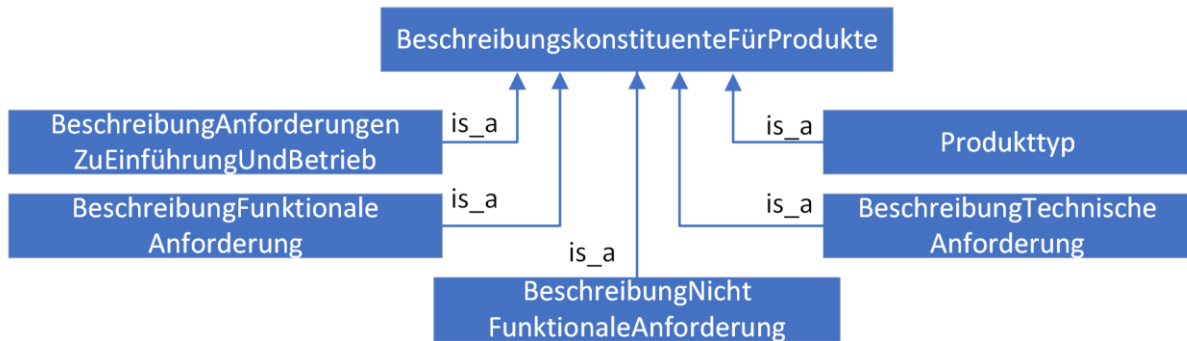 BeschreibungskonstituenteFürProdukte
BeschreibungAnforderungen
ZuEinführungUndBetrieb
is_a
is_a
Produkttyp
BeschreibungFunktionale
Anforderung
is_a
is_a
BeschreibungTechnische
Anforderung
is_a
BeschreibungNicht
FunktionaleAnforderung